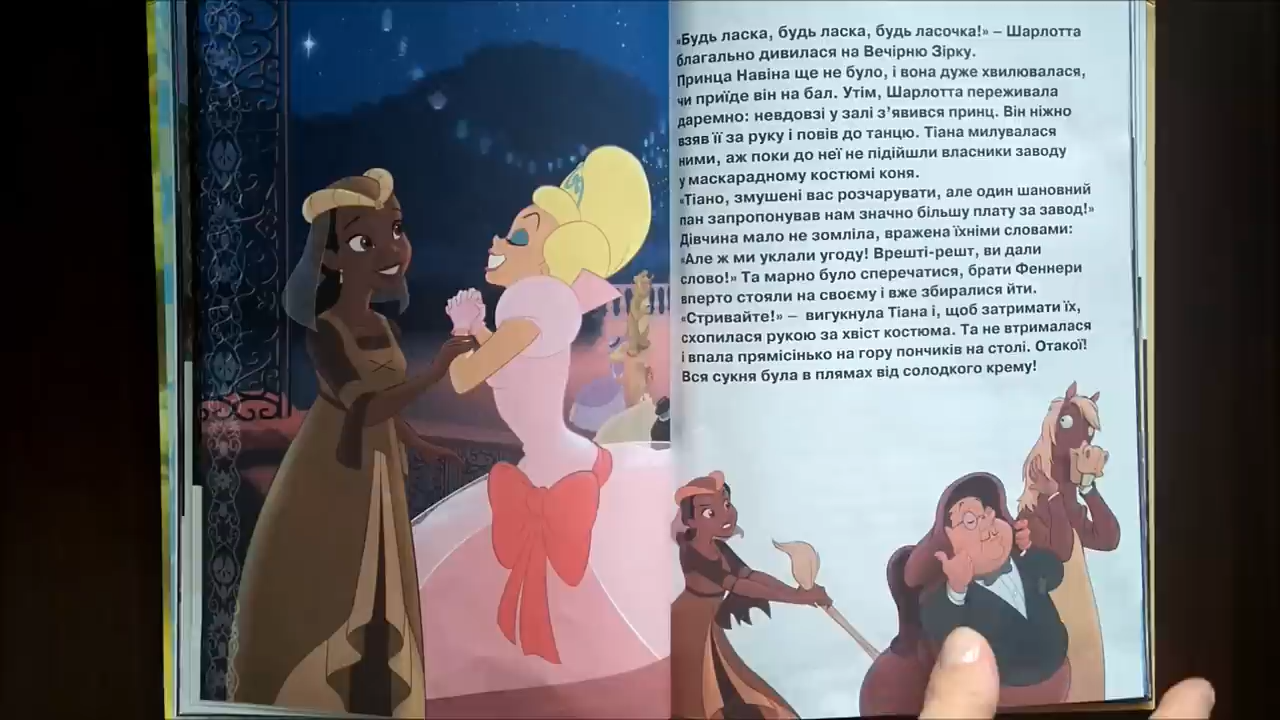 «Будь ласка, будь ласка, будь ласочка!» – Шарлотта
благально дивилася на Вечірню Зірку.
Принца Навіна ще не було, і вона дуже хвилювалася,
чи приїде він на бал. Утім, Шарлотта переживала
даремно: невдовзі у залі з’явився принц. Він ніжно
взяв її за руку і повів до танцю. Тіана милувалася
ними, аж поки до неї не підійшли власники заводу
у маскарадному костюмі коня.
«Тіано, змушені вас розчарувати, але один шановний
пан запропонував нам значно більшу плату за завод!»
Дівчина мало не зомліла, вражена їхніми словами:
«Але ж ми уклали угоду! Врешті-решт, ви дали
слово!» Та марно було сперечатися, брати Феннери
вперто стояли на своєму і вже збиралися йти.
«Стривайте!» – вигукнула Тіана і, щоб затримати їх,
схопилася рукою за хвіст костюма. Та не втрималася
і впала прямісінько на гору пончиків на столі. Отакої!
Вся сукня була в плямах від солодкого крему!